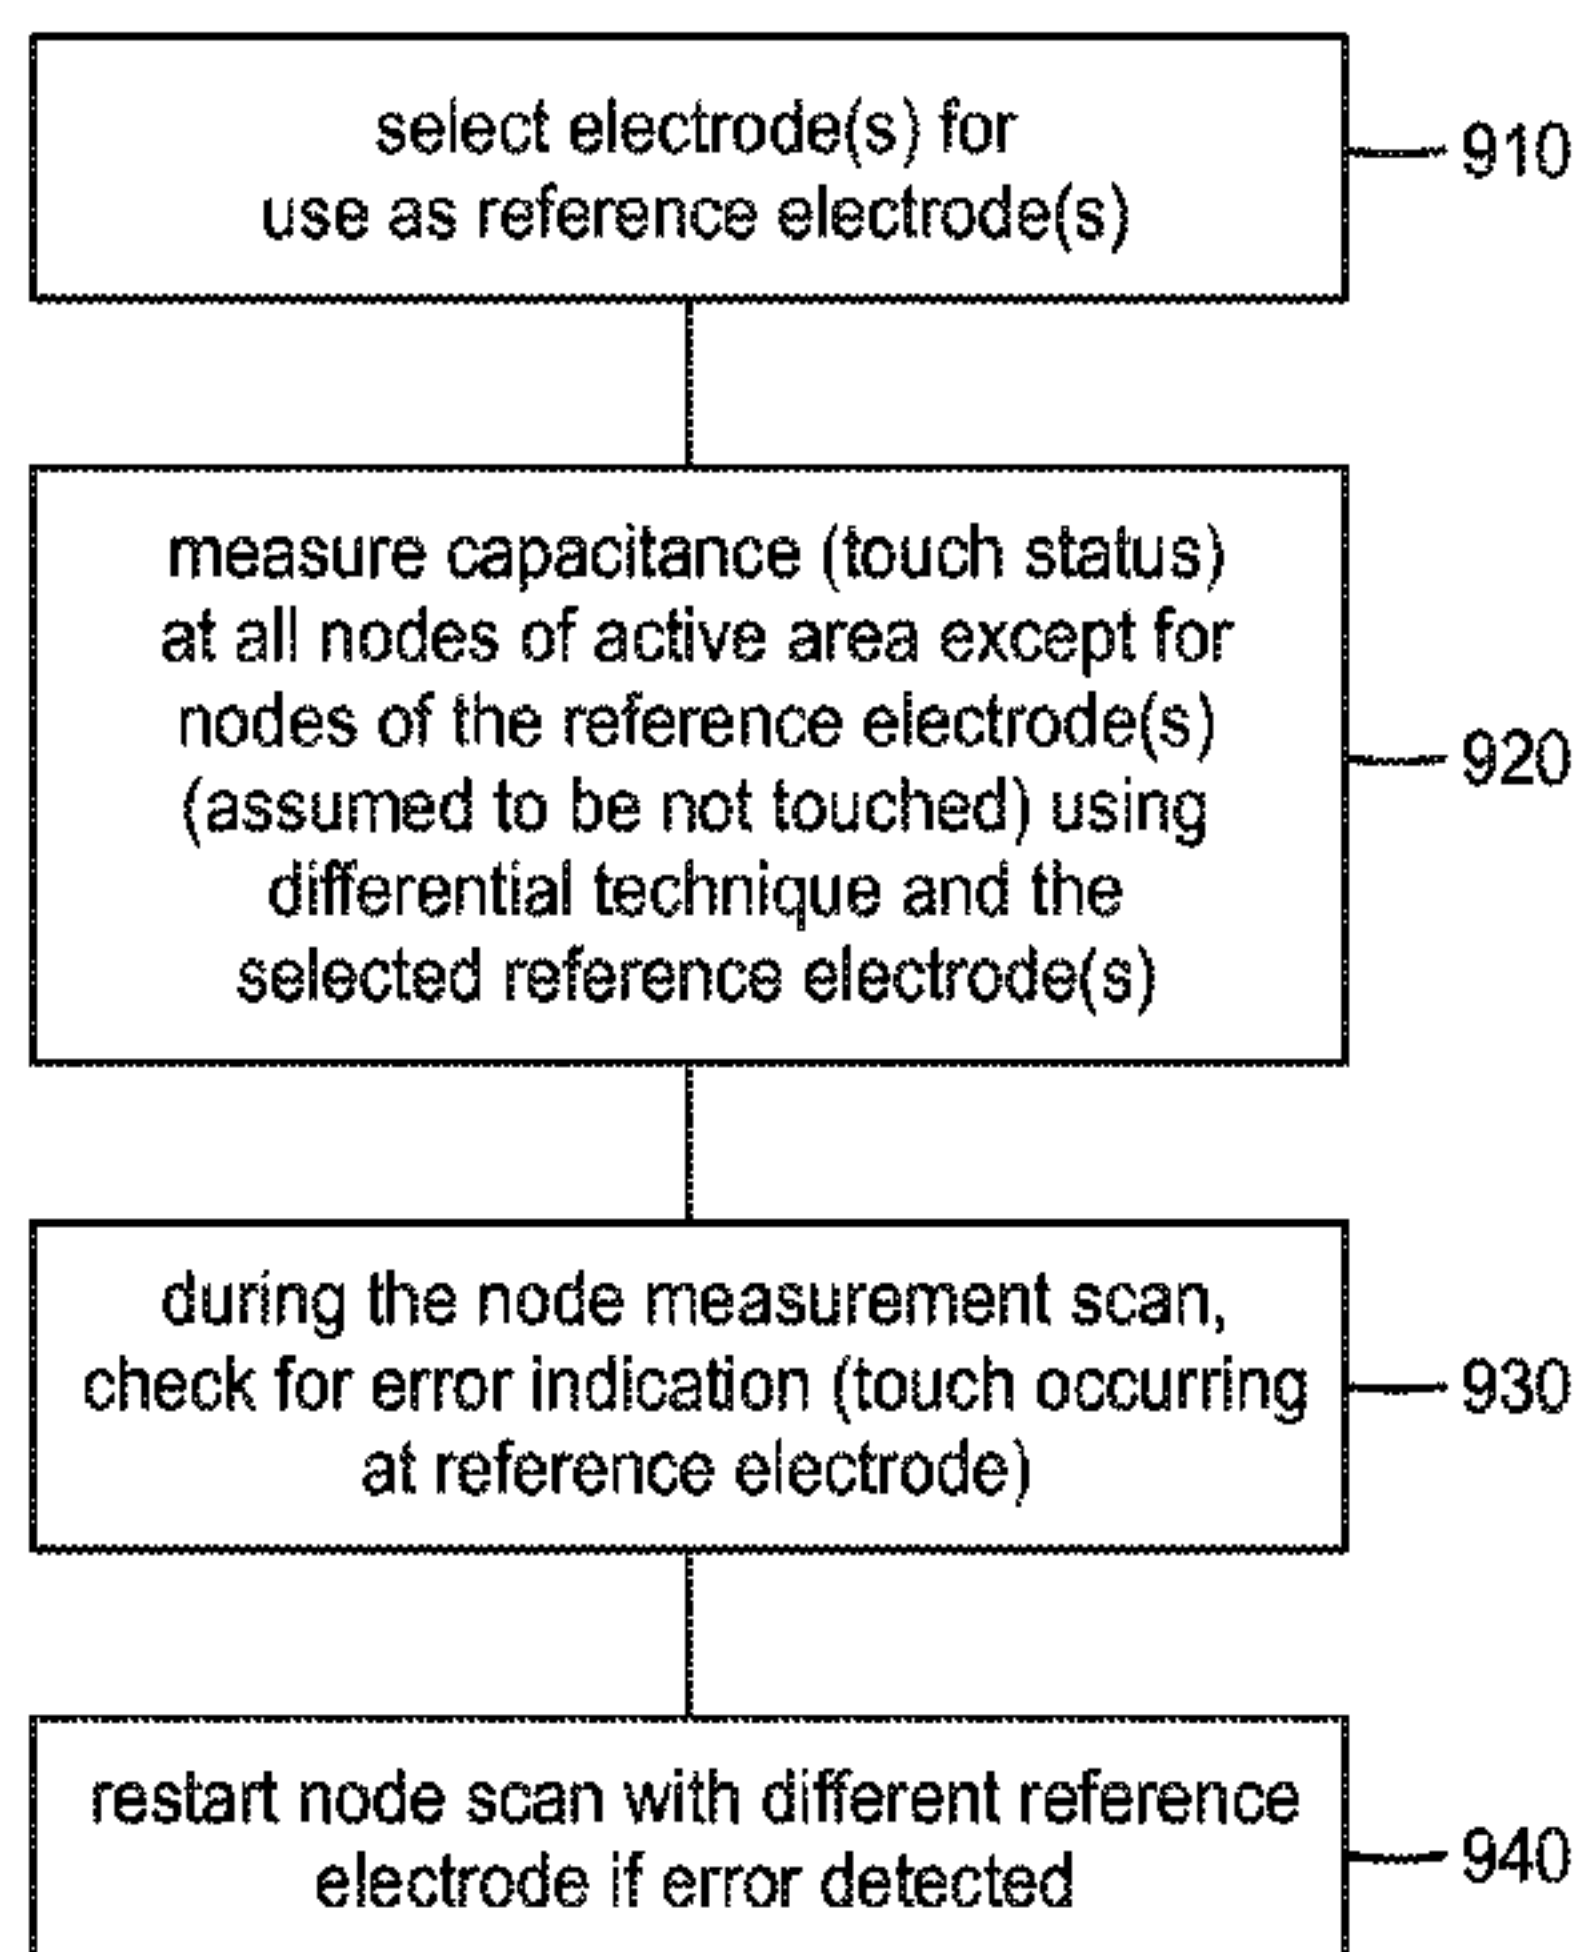 select electrode(s) for
use as reference electrode(s)
910
measure capacitance (touch status)
at all nodes of active area except for
nodes of the reference electrode(s)
(assumed to be not touched) using
differential technique and the
selected reference electrode(s)
920
during the node measurement scan,
check for error indication (touch occurring
at reference electrode)
930
restart node scan with different reference
electrode if error detected
940